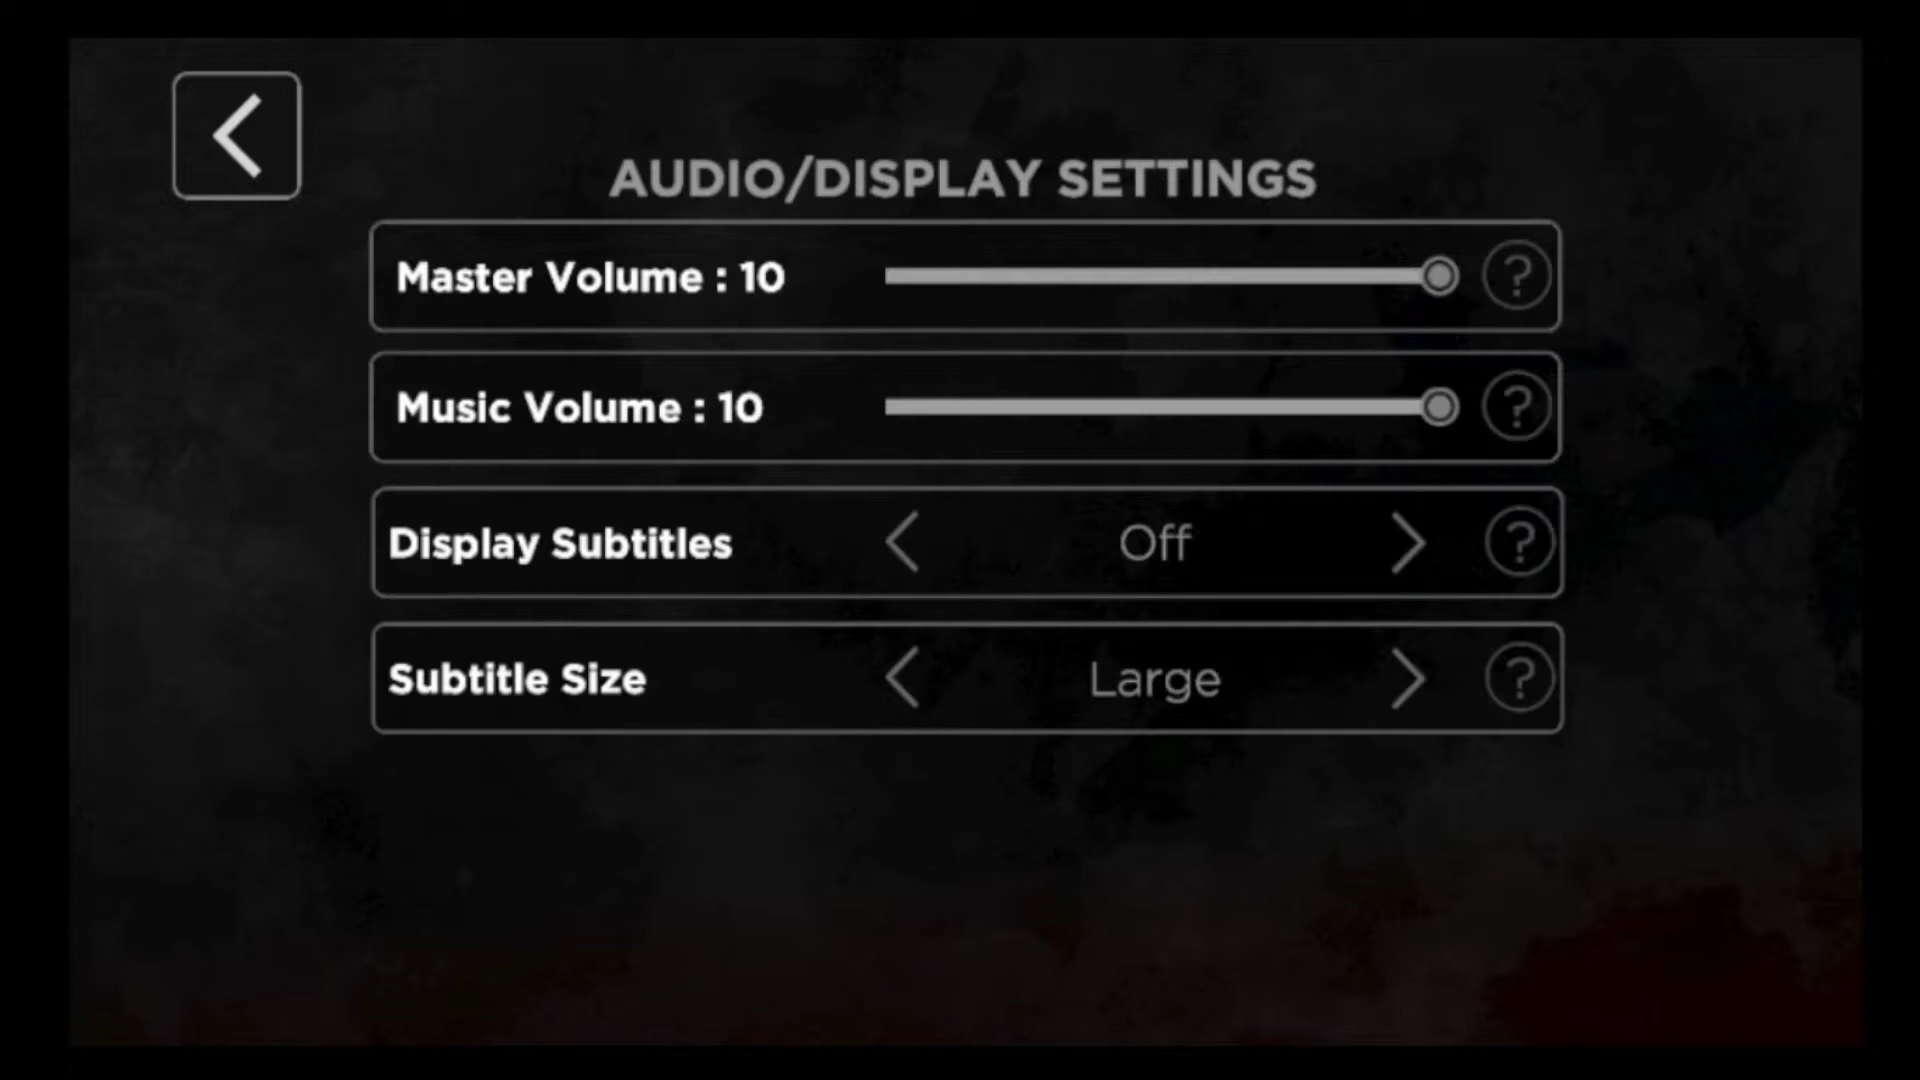 AUDIO/DISPLAY SETTINGS
Master Volume : 10
?
Music Volume : 10
?
Display Subtitles
Off
?
Subtitle Size
Large
?